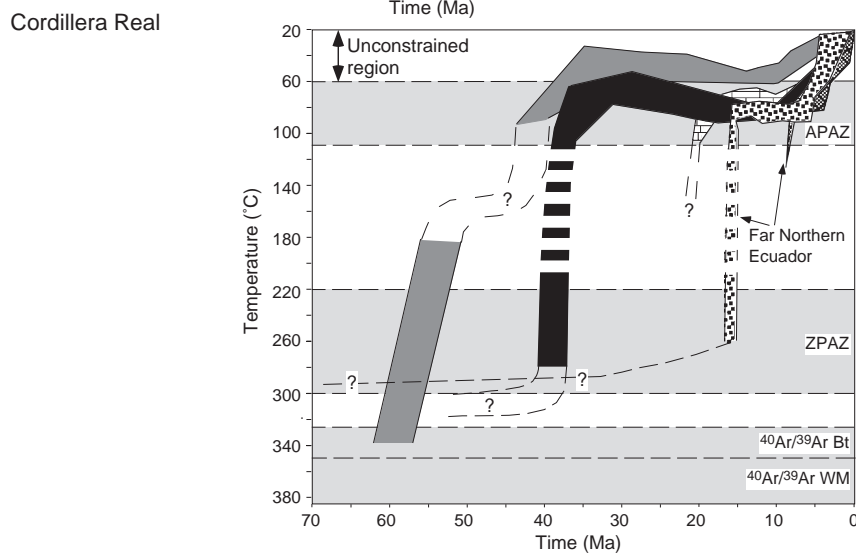 Time (Ma)
Cordillera Real
20
Unconstrained
region
60
100
APAZ
140
?
?
180
Far Northern
Ecuador
Temperature (˚C)
220
260
ZPAZ
?
?
300
?
340
⁴⁰Ar/³⁹Ar Bt
⁴⁰Ar/³⁹Ar WM
380
70 60 50 40 30 20 10 0
Time (Ma)